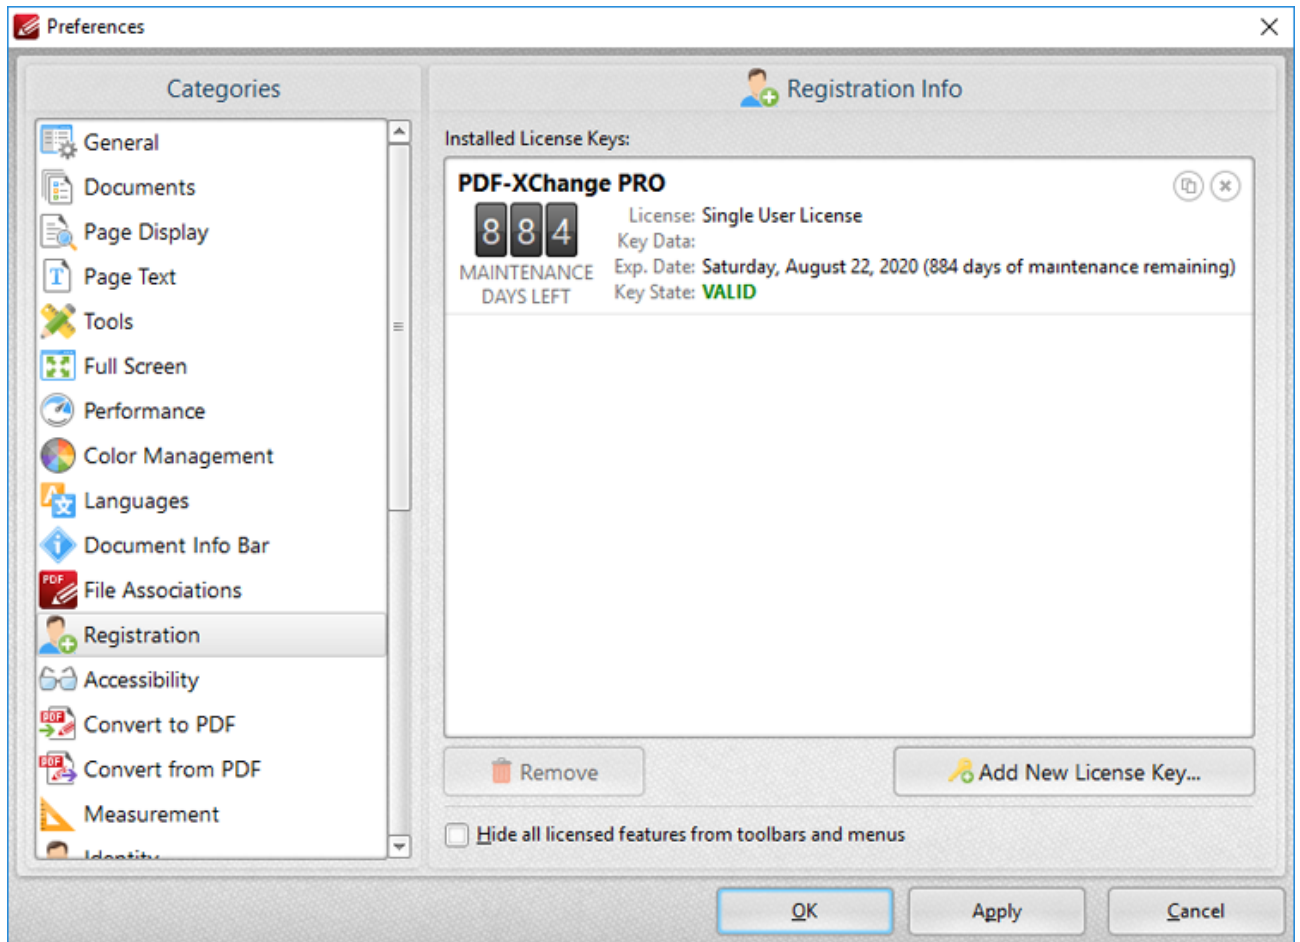 Preferences
Categories
General
Documents
Page Display
Page Text
Tools
Full Screen
Performance
Color Management
Languages
Document Info Bar
File Associations
Registration
Accessibility
Convert to PDF
Convert from PDF
Measurement
Identity
Registration Info
Installed License Keys:
PDF-XChange PRO
884
MAINTENANCE
DAYS LEFT
License: Single User License
Key Data:
Exp. Date: Saturday, August 22, 2020 (884 days of maintenance remaining)
Key State: VALID
Remove
Add New License Key...
Hide all licensed features from toolbars and menus
OK
Apply
Cancel